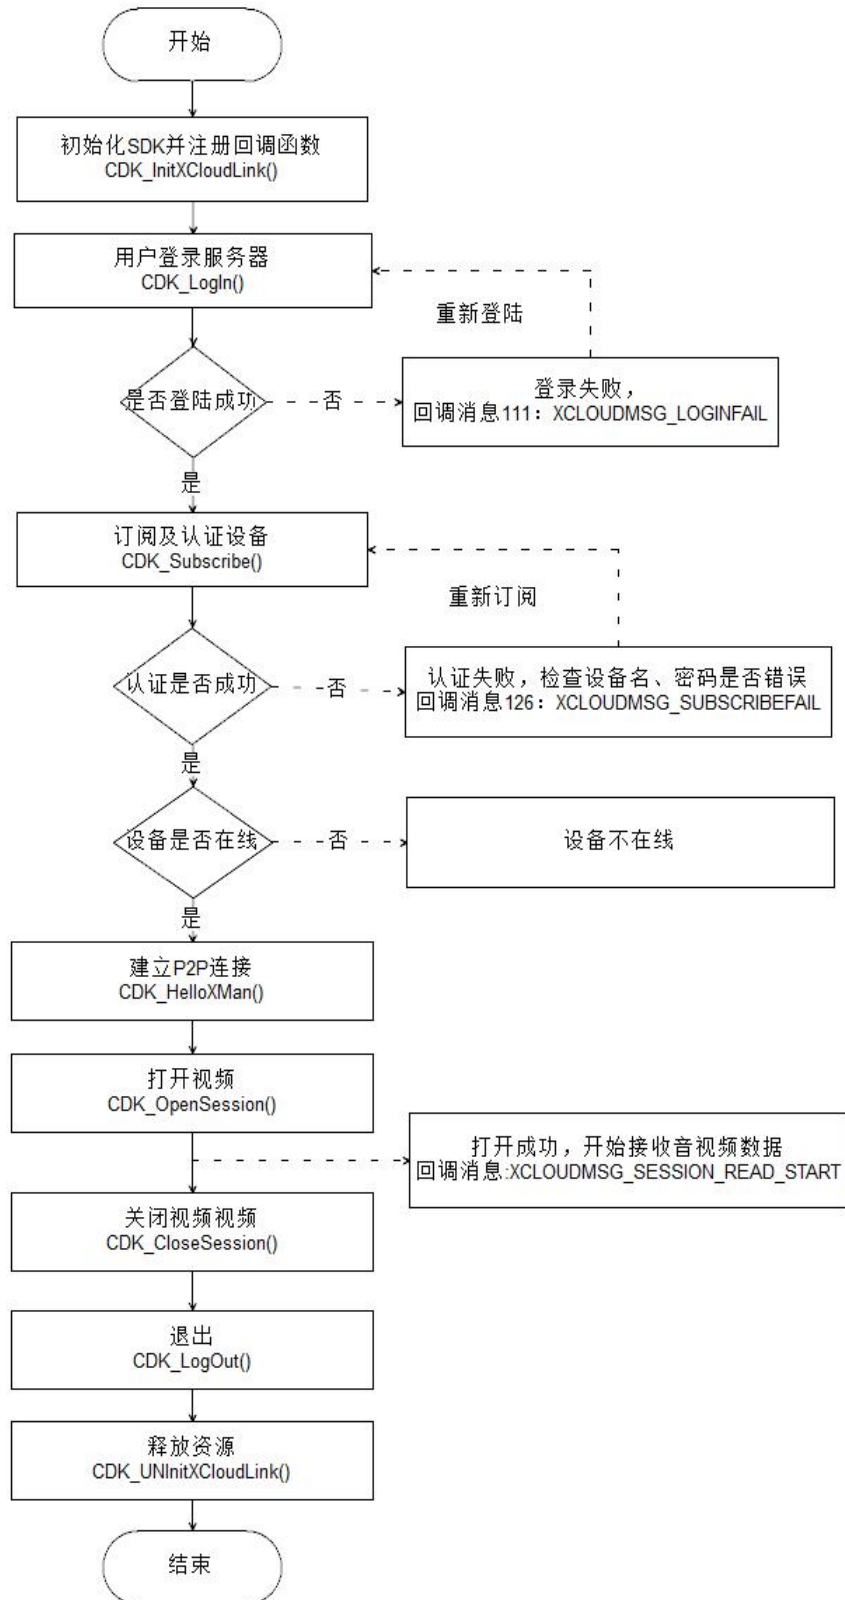 开始
初始化SDK并注册回调函数
CDK_InitXCloudLink()
用户登录服务器
CDK_LogIn()
重新登陆
是否登陆成功
否
登录失败，
回调消息111：XCLOUDMSG_LOGINFAIL
是
订阅及认证设备
CDK_Subscribe()
重新订阅
认证是否成功
否
认证失败，检查设备名、密码是否错误
回调消息126：XCLOUDMSG_SUBSCRIBEFAIL
是
设备是否在线
否
设备不在线
是
建立P2P连接
CDK_HelloXMan()
打开视频
CDK_OpenSession()
打开成功，开始接收音视频数据
回调消息:XCLOUDMSG_SESSION_READ_START
关闭视频视频
CDK_CloseSession()
退出
CDK_LogOut()
释放资源
CDK_UNInitXCloudLink()
结束